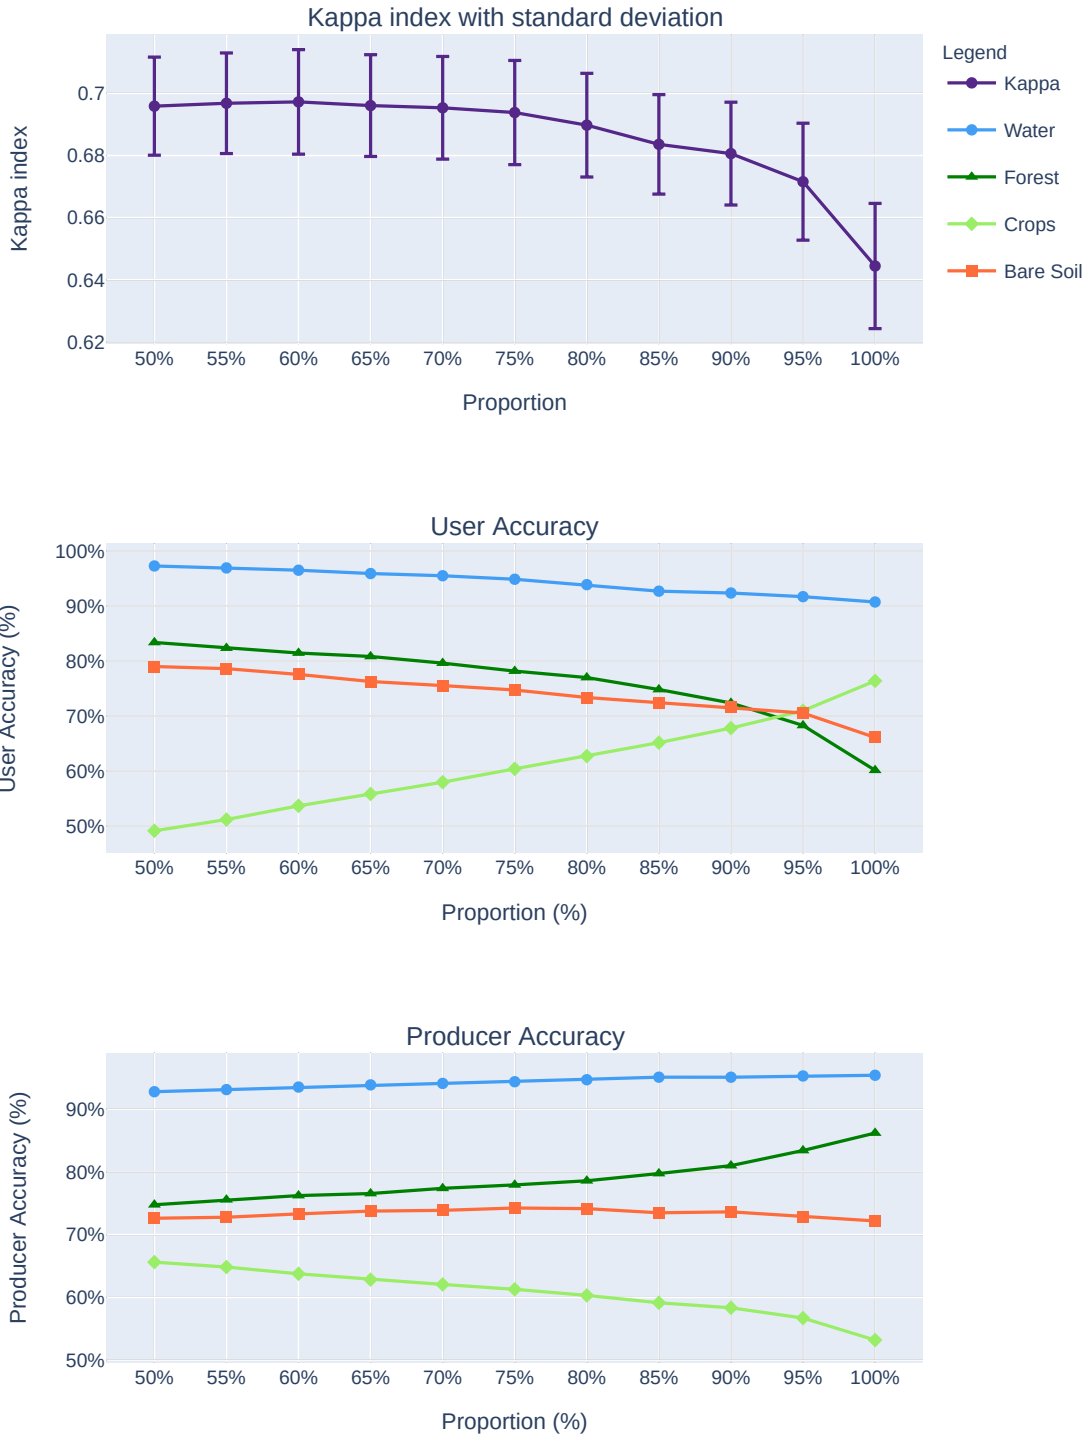 Kappa index with standard deviation
Legend
Kappa
Water
Forest
Crops
Bare Soil
Kappa index
0.7
0.68
0.66
0.64
0.62
50% 55% 60% 65% 70% 75% 80% 85% 90% 95% 100%
Proportion
User Accuracy
User Accuracy (%)
100%
90%
80%
70%
60%
50%
50% 55% 60% 65% 70% 75% 80% 85% 90% 95% 100%
Proportion (%)
Producer Accuracy
Producer Accuracy (%)
90%
80%
70%
60%
50%
50% 55% 60% 65% 70% 75% 80% 85% 90% 95% 100%
Proportion (%)